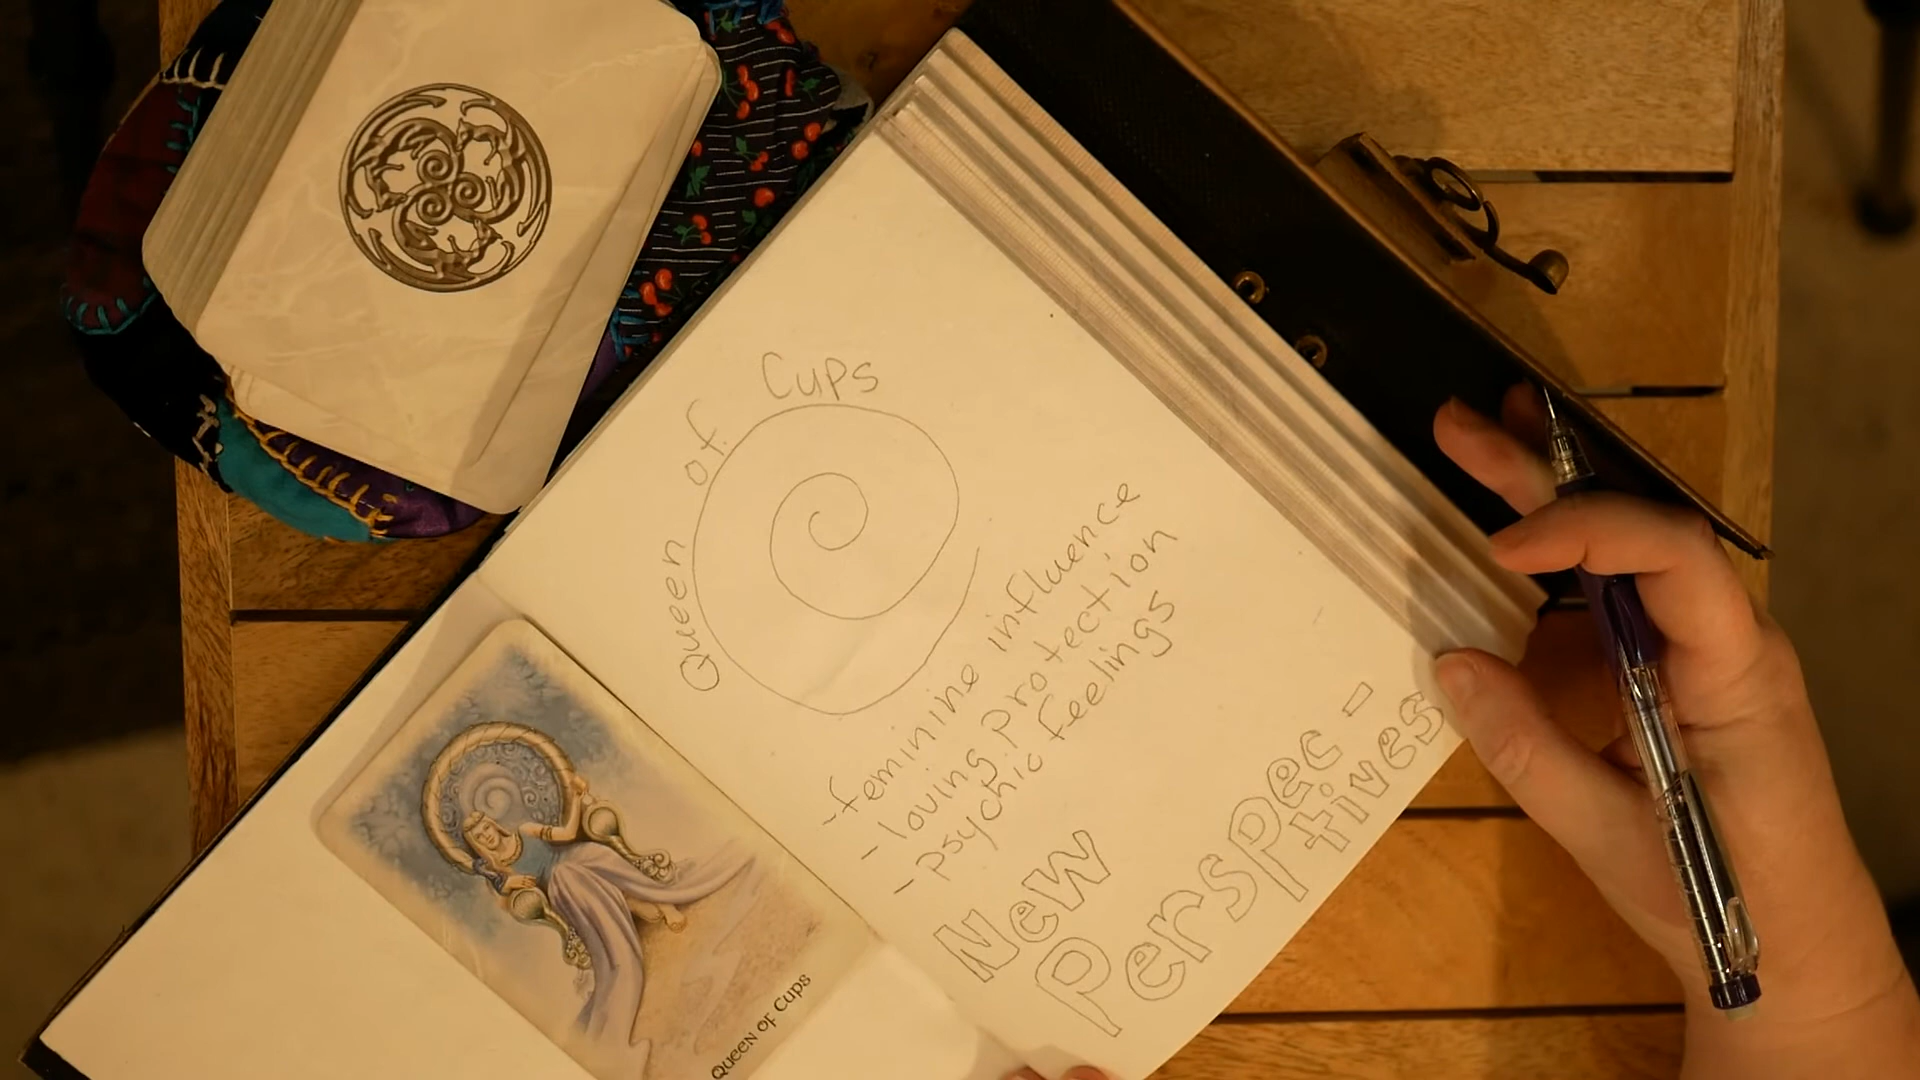 Queen of Cups
-feminine influence
-loving protection
-psychic feelings
New
Perspec-
tives
Queen of Cups